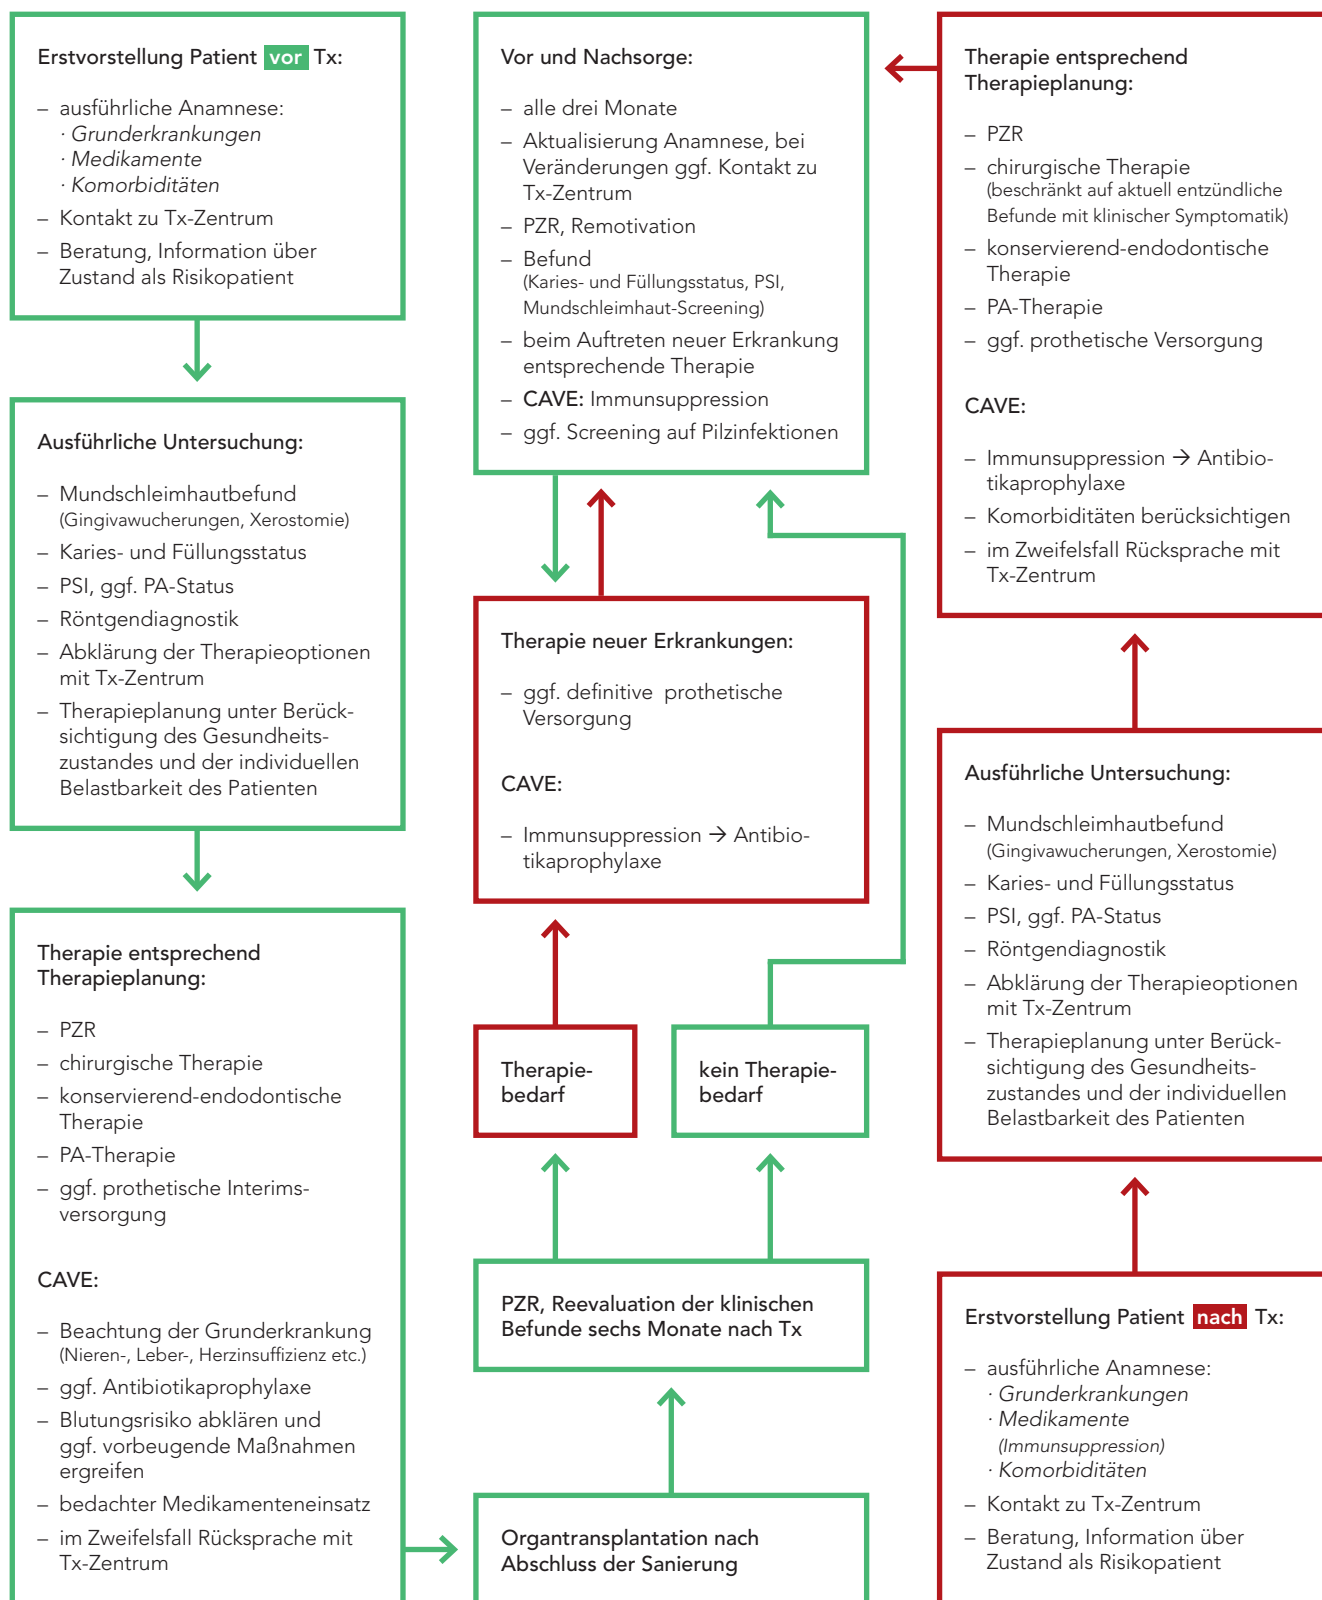 Erstvorstellung Patient vor Tx:
– ausführliche Anamnese:
· Grunderkrankungen
· Medikamente
· Komorbiditäten
– Kontakt zu Tx-Zentrum
– Beratung, Information über
Zustand als Risikopatient
Ausführliche Untersuchung:
– Mundschleimhautbefund
(Gingivawucherungen, Xerostomie)
– Karies- und Füllungsstatus
– PSI, ggf. PA-Status
– Röntgendiagnostik
– Abklärung der Therapieoptionen
mit Tx-Zentrum
– Therapieplanung unter Berück-
sichtigung des Gesundheits-
zustandes und der individuellen
Belastbarkeit des Patienten
Therapie entsprechend
Therapieplanung:
– PZR
– chirurgische Therapie
– konservierend-endodontische
Therapie
– PA-Therapie
– ggf. prothetische Interims-
versorgung
CAVE:
– Beachtung der Grunderkrankung
(Nieren-, Leber-, Herzinsuffizienz etc.)
– ggf. Antibiotikaprophylaxe
– Blutungsrisiko abklären und
ggf. vorbeugende Maßnahmen
ergreifen
– bedachter Medikamenteneinsatz
– im Zweifelsfall Rücksprache mit
Tx-Zentrum
Vor und Nachsorge:
– alle drei Monate
– Aktualisierung Anamnese, bei
Veränderungen ggf. Kontakt zu
Tx-Zentrum
– PZR, Remotivation
– Befund
(Karies- und Füllungsstatus, PSI,
Mundschleimhaut-Screening)
– beim Auftreten neuer Erkrankung
entsprechende Therapie
– CAVE: Immunsuppression
– ggf. Screening auf Pilzinfektionen
Therapie neuer Erkrankungen:
– ggf. definitive prothetische
Versorgung
CAVE:
– Immunsuppression → Antibio-
tikaprophylaxe
Therapie-
bedarf
kein Therapie-
bedarf
PZR, Reevaluation der klinischen
Befunde sechs Monate nach Tx
Organtransplantation nach
Abschluss der Sanierung
Therapie entsprechend
Therapieplanung:
– PZR
– chirurgische Therapie
(beschränkt auf aktuell entzündliche
Befunde mit klinischer Symptomatik)
– konservierend-endodontische
Therapie
– PA-Therapie
– ggf. prothetische Versorgung
CAVE:
– Immunsuppression → Antibio-
tikaprophylaxe
– Komorbiditäten berücksichtigen
– im Zweifelsfall Rücksprache mit
Tx-Zentrum
Ausführliche Untersuchung:
– Mundschleimhautbefund
(Gingivawucherungen, Xerostomie)
– Karies- und Füllungsstatus
– PSI, ggf. PA-Status
– Röntgendiagnostik
– Abklärung der Therapieoptionen
mit Tx-Zentrum
– Therapieplanung unter Berück-
sichtigung des Gesundheits-
zustandes und der individuellen
Belastbarkeit des Patienten
Erstvorstellung Patient nach Tx:
– ausführliche Anamnese:
· Grunderkrankungen
· Medikamente
(Immunsuppression)
· Komorbiditäten
– Kontakt zu Tx-Zentrum
– Beratung, Information über
Zustand als Risikopatient